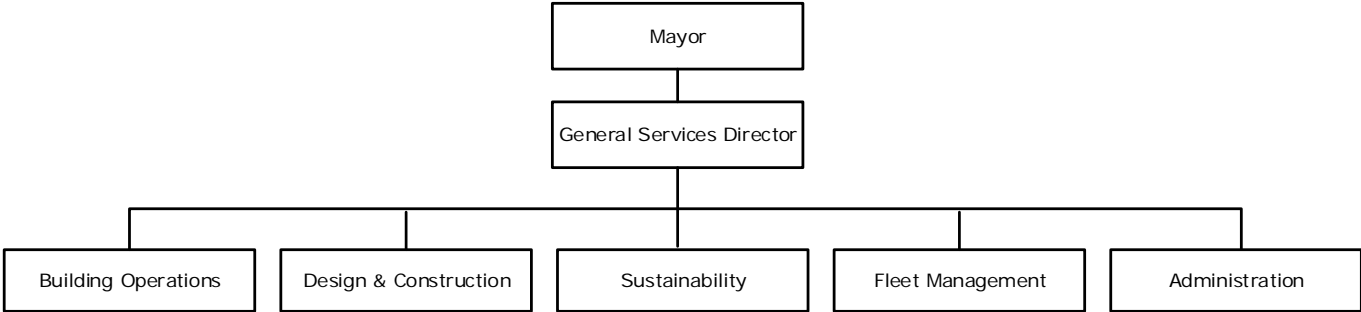 Mayor
General Services Director
Building Operations
Design & Construction
Sustainability
Fleet Management
Administration